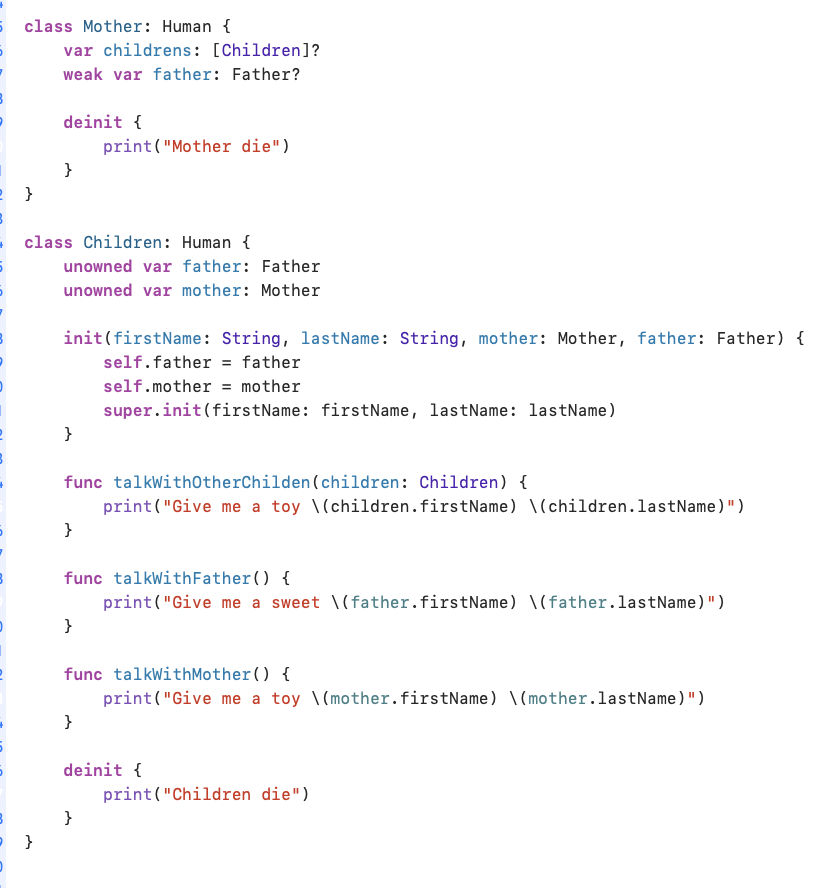 class Mother: Human {
    var childrens: [Children]?
    weak var father: Father?

    deinit {
        print("Mother die")
    }
}

class Children: Human {
    unowned var father: Father
    unowned var mother: Mother

    init(firstName: String, lastName: String, mother: Mother, father: Father) {
        self.father = father
        self.mother = mother
        super.init(firstName: firstName, lastName: lastName)
    }

    func talkWithOtherChilden(children: Children) {
        print("Give me a toy \(children.firstName) \(children.lastName)")
    }

    func talkWithFather() {
        print("Give me a sweet \(father.firstName) \(father.lastName)")
    }

    func talkWithMother() {
        print("Give me a toy \(mother.firstName) \(mother.lastName)")
    }

    deinit {
        print("Children die")
    }
}